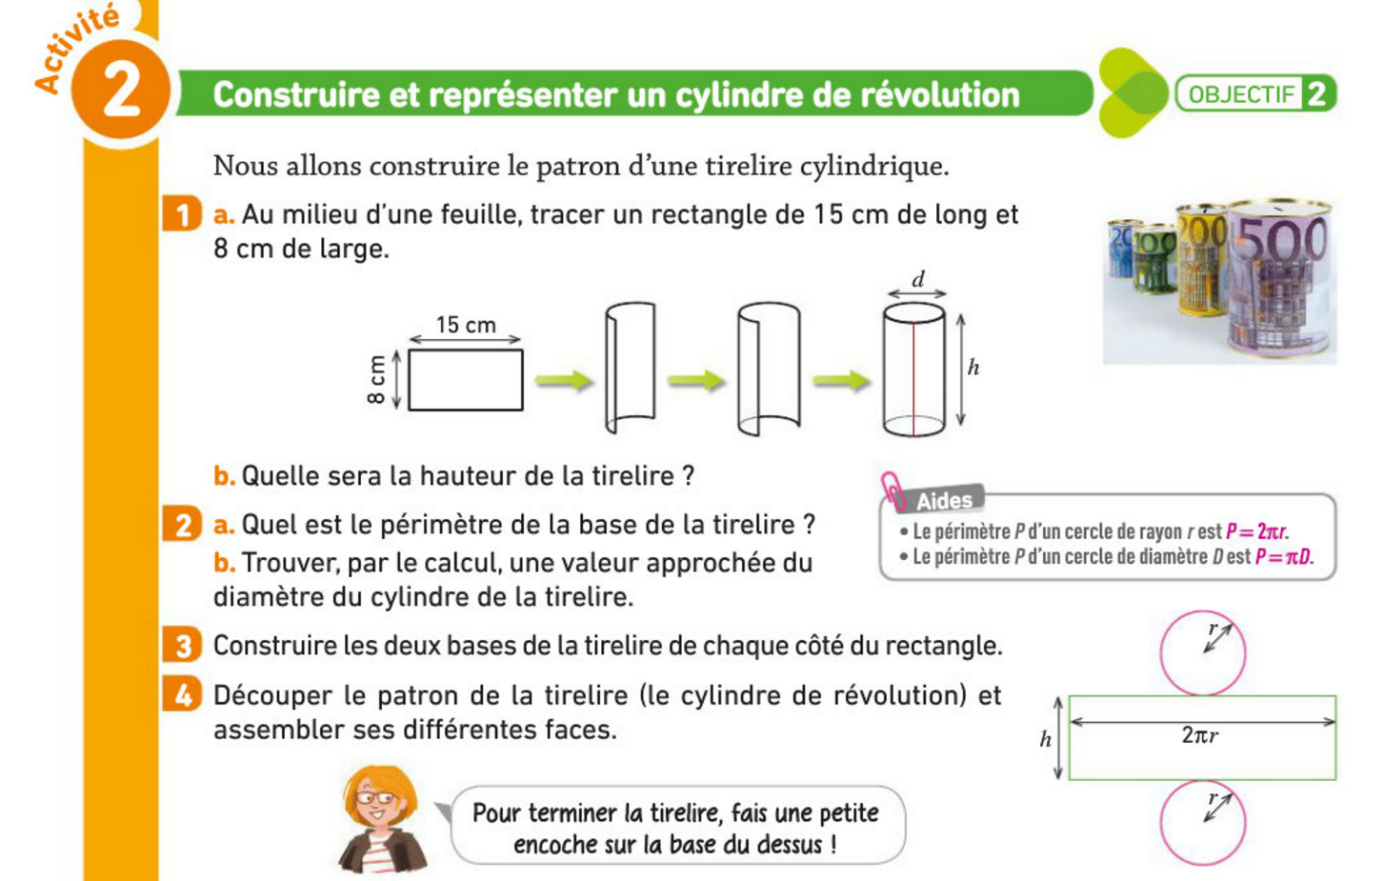 Activité
2
Construire et représenter un cylindre de révolution
OBJECTIF 2
Nous allons construire le patron d'une tirelire cylindrique.
1 a. Au milieu d'une feuille, tracer un rectangle de 15 cm de long et
8 cm de large.
20
100
200
500
d
15 cm
8 cm
h
b. Quelle sera la hauteur de la tirelire ?
2 a. Quel est le périmètre de la base de la tirelire ?
b. Trouver, par le calcul, une valeur approchée du
diamètre du cylindre de la tirelire.
Aides
• Le périmètre P d'un cercle de rayon r est P = 2πr.
• Le périmètre P d'un cercle de diamètre D est P = πD.
3 Construire les deux bases de la tirelire de chaque côté du rectangle.
4 Découper le patron de la tirelire (le cylindre de révolution) et
assembler ses différentes faces.
r
h
2πr
r
Pour terminer la tirelire, fais une petite
encoche sur la base du dessus !